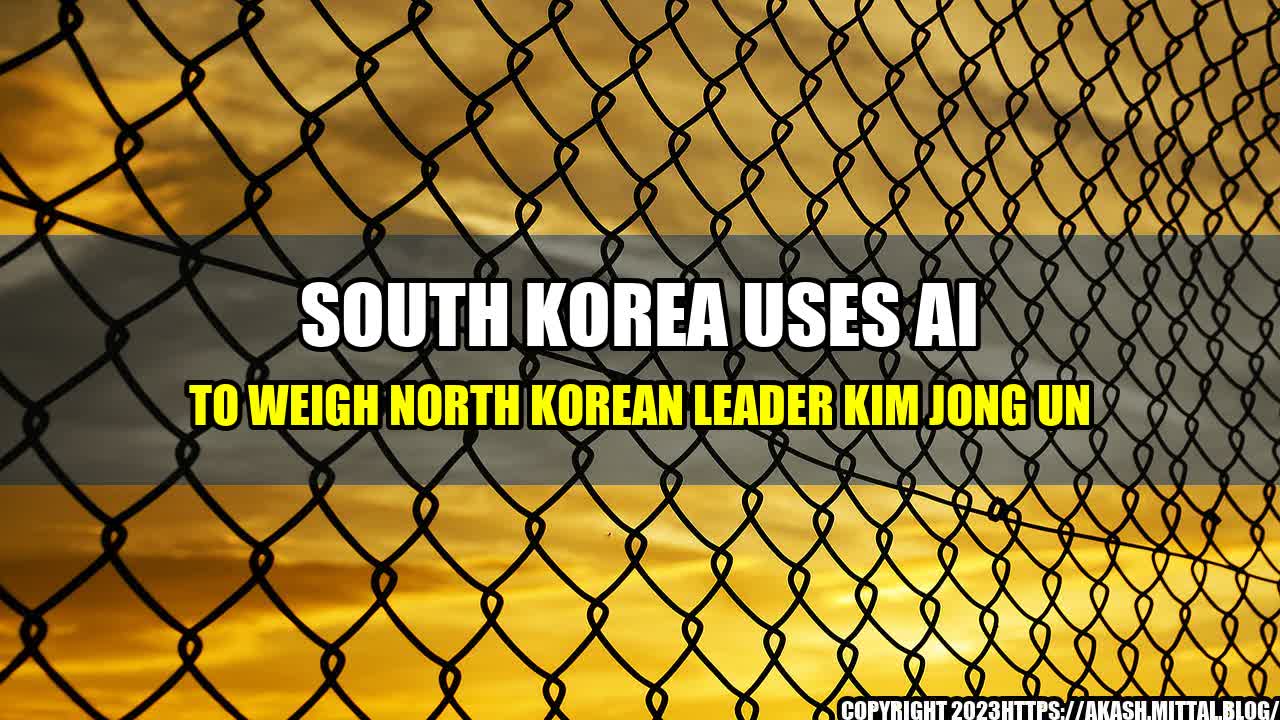 SOUTH KOREA USES AI
TO WEIGH NORTH KOREAN LEADER KIM JONG UN
COPYRIGHT 2023HTTPS://AKASH.MITTAL.BLOG/